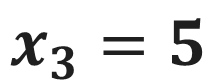 x₃ = 5